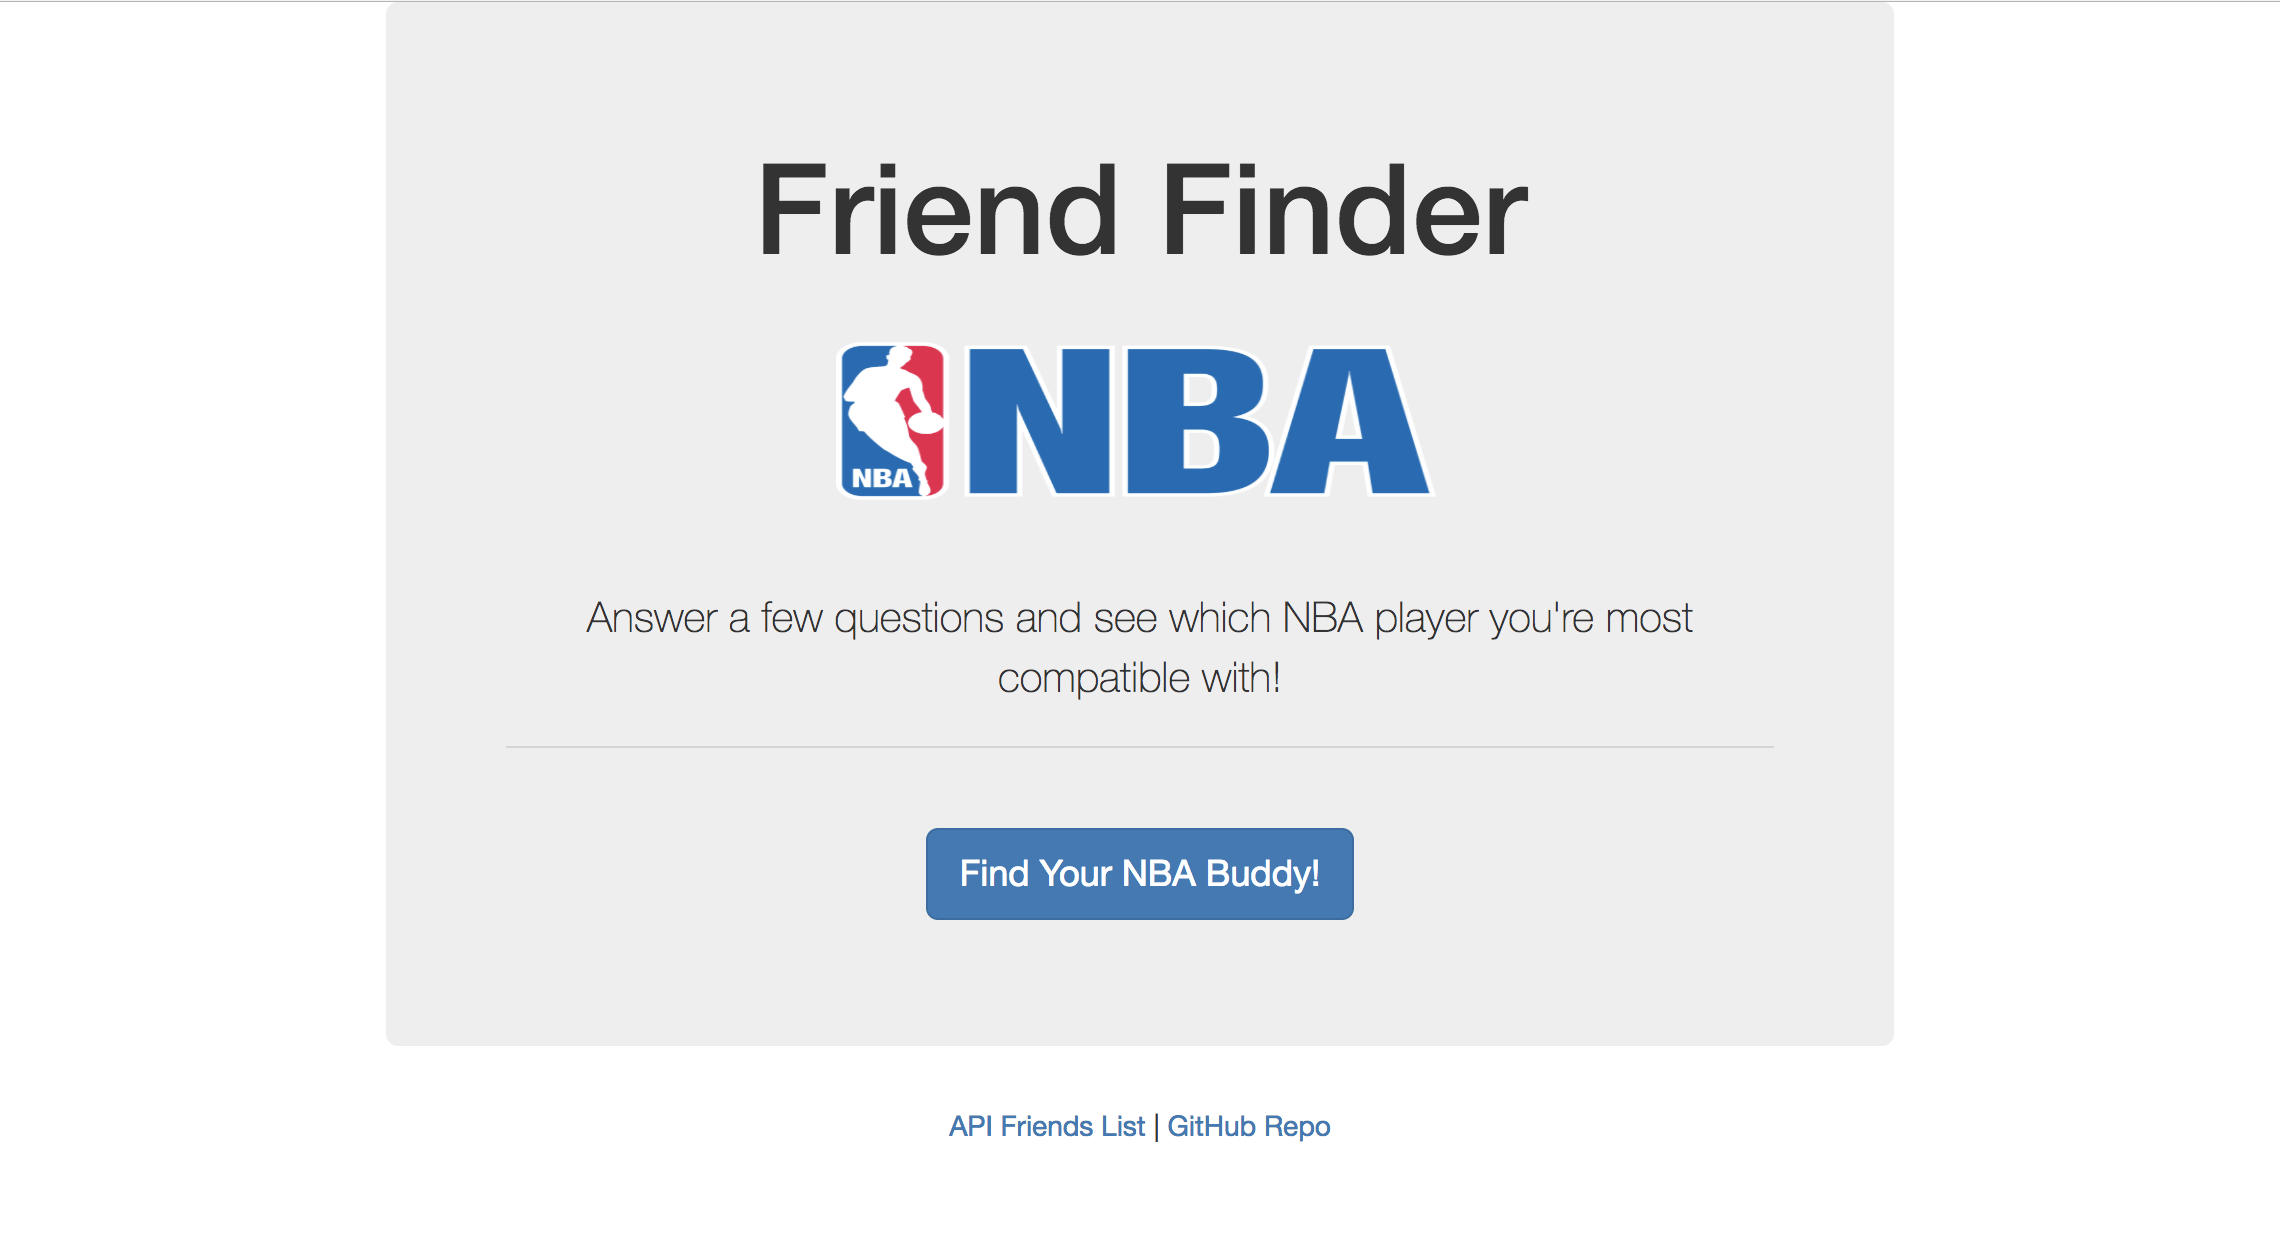 Friend Finder
NBA NBA
Answer a few questions and see which NBA player you're most
compatible with!
Find Your NBA Buddy!
API Friends List | GitHub Repo